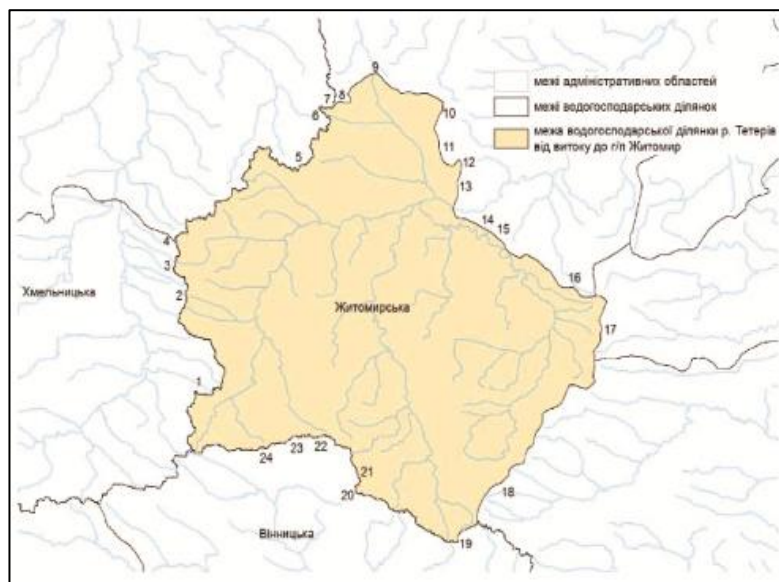 9
межі адміністративних областей
7 8
6
межі водогосподарських ділянок
10
межа водогосподарської ділянки р. Тетерів
від витоку до г/п Житомир
11
5
12
13
14
15
4
3
16
Хмельницька
2
Житомирська
17
1
24 23 22
21
20
18
Вінницька
19